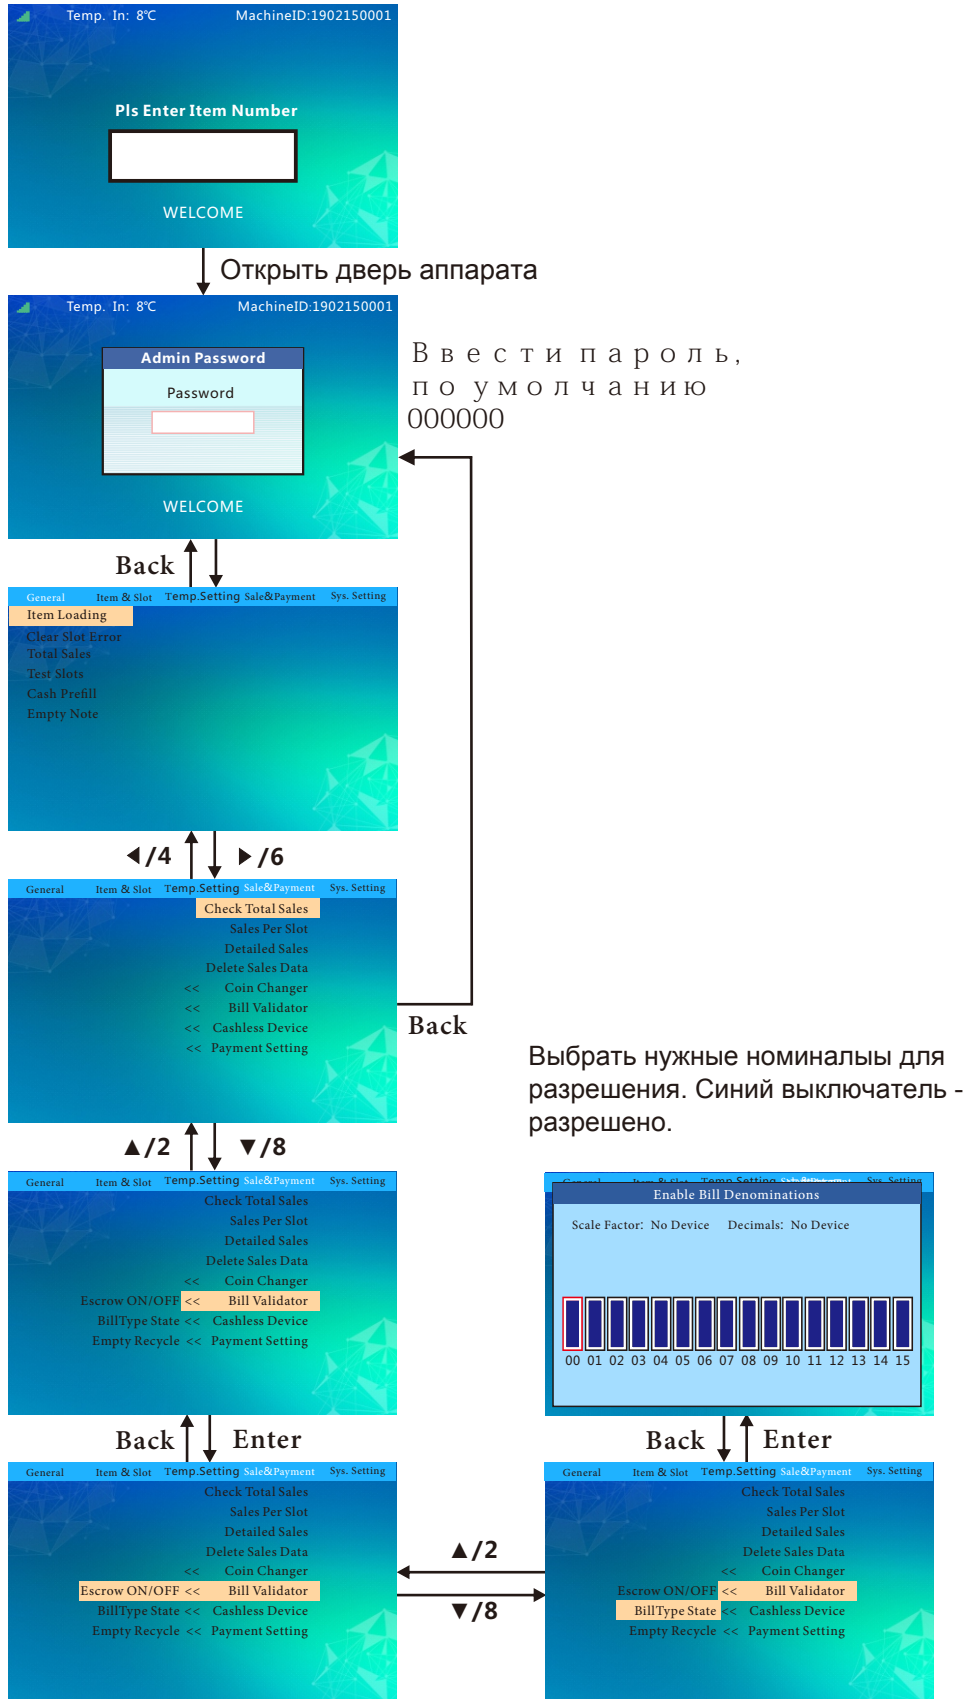 Temp. In: 8℃ MachineID:1902150001
Pls Enter Item Number
WELCOME
Открыть дверь аппарата
Temp. In: 8℃ MachineID:1902150001
Admin Password
Password
WELCOME
Ввести пароль,
по умолчанию
000000
Back
General Item & Slot Temp.Setting Sale&Payment Sys. Setting
Item Loading
Clear Slot Error
Total Sales
Test Slots
Cash Prefill
Empty Note
◀/4 ▶/6
General Item & Slot Temp.Setting Sale&Payment Sys. Setting
Check Total Sales
Sales Per Slot
Detailed Sales
Delete Sales Data
<< Coin Changer
<< Bill Validator
<< Cashless Device
<< Payment Setting
Back
▲/2 ▼/8
General Item & Slot Temp.Setting Sale&Payment Sys. Setting
Check Total Sales
Sales Per Slot
Detailed Sales
Delete Sales Data
<< Coin Changer
Escrow ON/OFF << Bill Validator
BillType State << Cashless Device
Empty Recycle << Payment Setting
Back Enter
General Item & Slot Temp.Setting Sale&Payment Sys. Setting
Check Total Sales
Sales Per Slot
Detailed Sales
Delete Sales Data
<< Coin Changer
Escrow ON/OFF << Bill Validator
BillType State << Cashless Device
Empty Recycle << Payment Setting
▲/2
▼/8
Выбрать нужные номиналыы для
разрешения. Синий выключатель -
разрешено.
General Item & Slot Temp.Setting Sale&Payment Sys. Setting
Enable Bill Denominations
Scale Factor: No Device Decimals: No Device
00 01 02 03 04 05 06 07 08 09 10 11 12 13 14 15
Back Enter
General Item & Slot Temp.Setting Sale&Payment Sys. Setting
Check Total Sales
Sales Per Slot
Detailed Sales
Delete Sales Data
<< Coin Changer
Escrow ON/OFF << Bill Validator
BillType State << Cashless Device
Empty Recycle << Payment Setting